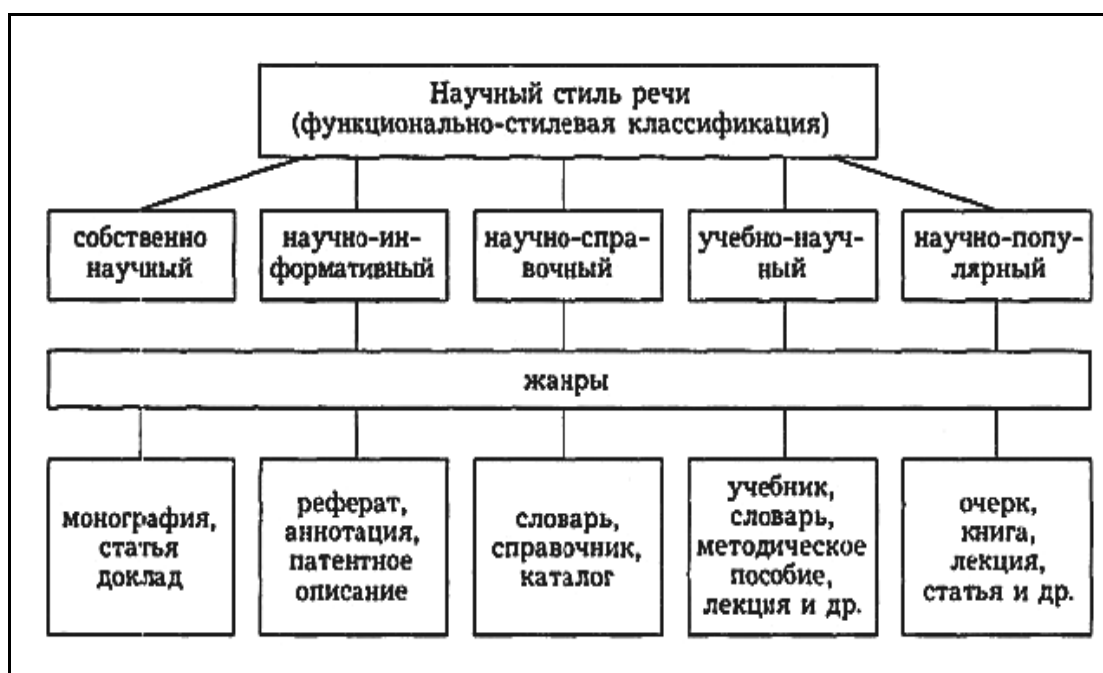 Научный стиль речи
(функционально-стилевая классификация)
собственно
научный
научно-ин-
формативный
научно-спра-
вочный
учебно-науч-
ный
научно-попу-
лярный
жанры
монография,
статья
доклад
реферат,
аннотация,
патентное
описание
словарь,
справочник,
каталог
учебник,
словарь,
методическое
пособие,
лекция и др.
очерк,
книга,
лекция,
статья и др.